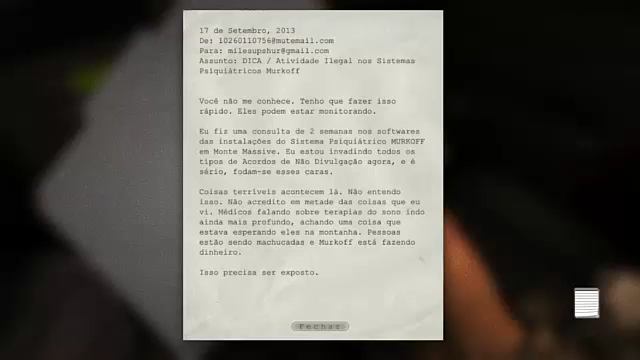 17 de Setembro, 2013
De: 10260110756@mutemail.com
Para: milesupshur@gmail.com
Assunto: DICA / Atividade Ilegal nos Sistemas
Psiquiátricos Murkoff
Você não me conhece. Tenho que fazer isso
rápido. Eles podem estar monitorando.
Eu fiz uma consulta de 2 semanas nos softwares
das instalações do Sistema Psiquiátrico MURKOFF
em Monte Massive. Eu estou invadindo todos os
tipos de Acordos de Não Divulgação agora, e é
sério, fodam-se esses caras.
Coisas terríveis acontecem lá. Não entendo
isso. Não acredito em metade das coisas que eu
vi. Médicos falando sobre terapias do sono indo
ainda mais profundo, achando uma coisa que
estava esperando eles na montanha. Pessoas
estão sendo machucadas e Murkoff está fazendo
dinheiro.
Isso precisa ser exposto.
Fechar